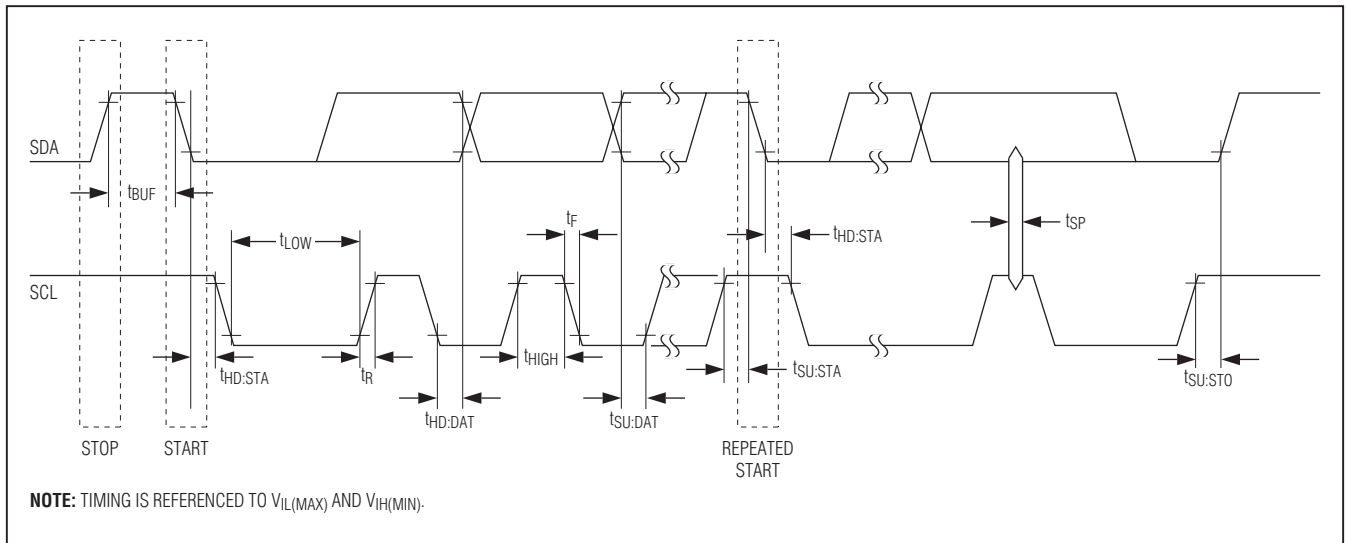 SDA
tBUF
tLOW
tF
tHD:STA
tSP
SCL
tHD:STA
tR
tHD:DAT
tHIGH
tSU:DAT
tSU:STA
tSU:STO
STOP
START
REPEATED
START
NOTE: TIMING IS REFERENCED TO VIL(MAX) AND VIH(MIN).